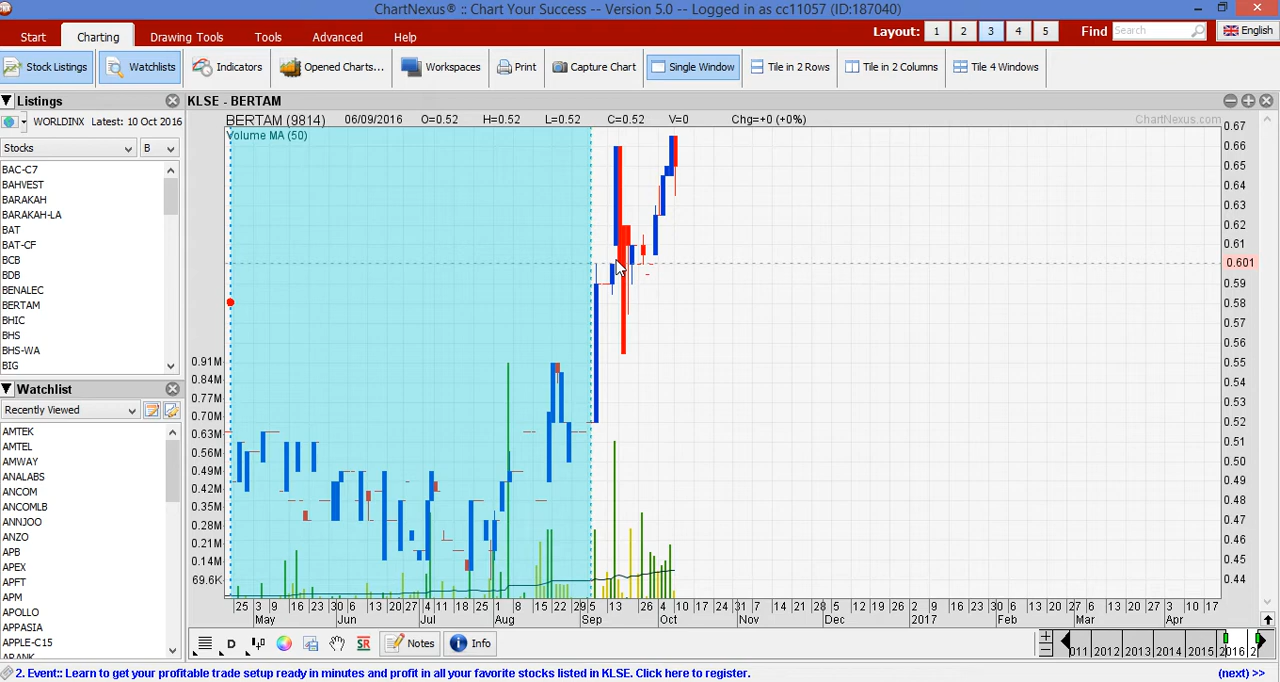 ChartNexus® :: Chart Your Success -- Version 5.0 -- Logged in as cc11057 (ID:187040)
Start Charting Drawing Tools Tools Advanced Help Layout: 1 2 3 4 5 Find Search English
Stock Listings Watchlists Indicators Opened Charts... Workspaces Print Capture Chart Single Window Tile in 2 Rows Tile in 2 Columns Tile 4 Windows
Listings
KLSE - BERTAM
WORLDINX Latest: 10 Oct 2016
BERTAM (9814) 06/09/2016 O=0.52 H=0.52 L=0.52 C=0.52 V=0 Chg=+0 (+0%) ChartNexus.com
Volume MA (50)
Stocks B
BAC-C7
BAHVEST
BARAKAH
BARAKAH-LA
BAT
BAT-CF
BCB
BDB
BENALEC
BERTAM
BHIC
BHS
BHS-WA
BIG
Watchlist
Recently Viewed
AMTEK
AMTEL
AMWAY
ANALABS
ANCOM
ANCOMLB
ANNJOO
ANZO
APB
APEX
APFT
APM
APOLLO
APPASIA
APPLE-C15
ARANK
0.91M
0.84M
0.77M
0.70M
0.63M
0.56M
0.49M
0.42M
0.35M
0.28M
0.21M
0.14M
69.6K
0.67
0.66
0.65
0.64
0.63
0.62
0.61
0.601
0.59
0.58
0.57
0.56
0.55
0.54
0.53
0.52
0.51
0.50
0.49
0.48
0.47
0.46
0.45
0.44
25 3 9 16 23 30 6 13 20 27 4 11 18 25 1 8 15 22 29 5 13 26 4 10 17 24 31 7 14 21 28 5 12 19 26 2 9 16 23 30 6 13 20 27 6 13 20 27 3 10 17
May Jun Jul Aug Sep Oct Nov Dec 2017 Feb Mar Apr
D SR Notes Info 011 2012 2013 2014 2015 2016 2
2. Event:: Learn to get your profitable trade setup ready in minutes and profit in all your favorite stocks listed in KLSE. Click here to register. (next) >>